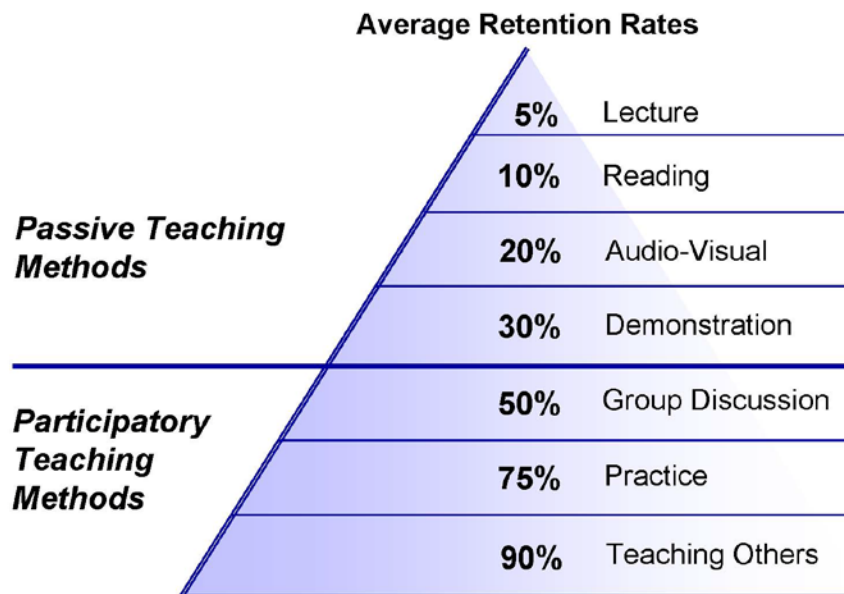 Average Retention Rates
5% Lecture
10% Reading
Passive Teaching
Methods
20% Audio-Visual
30% Demonstration
Participatory
Teaching
Methods
50% Group Discussion
75% Practice
90% Teaching Others